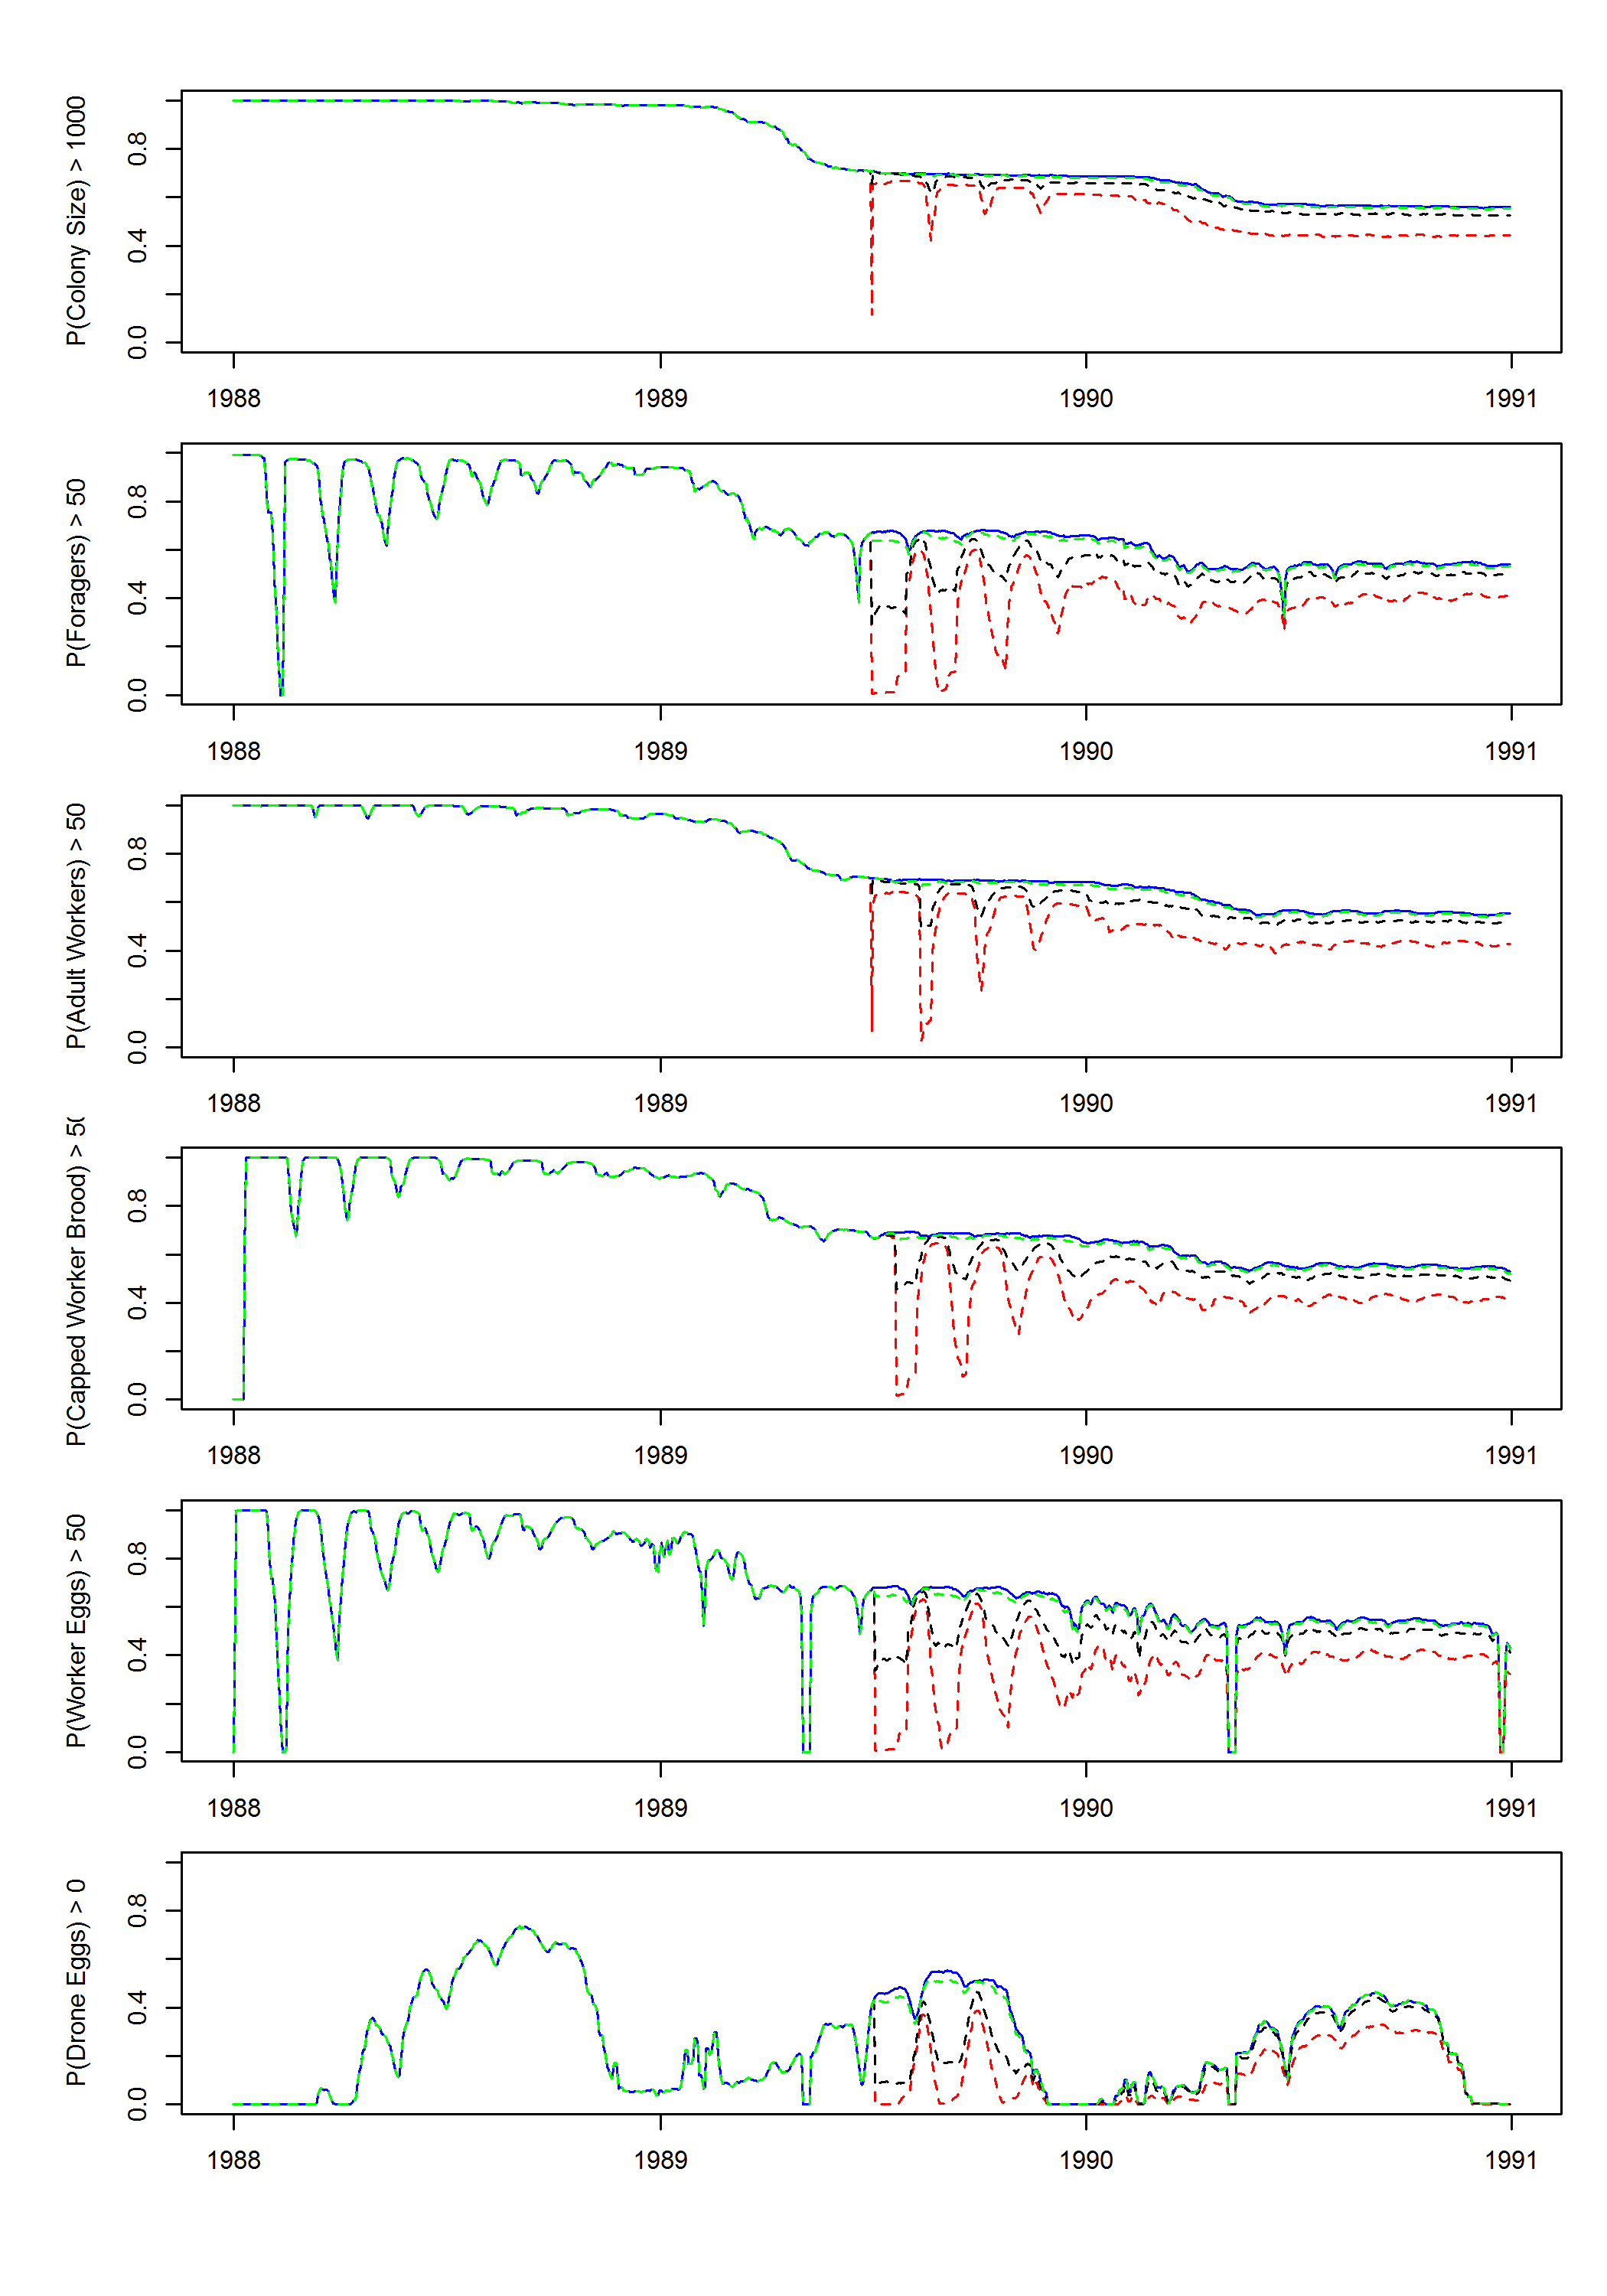 P(Colony Size) > 1000
0.0 0.4 0.8
1988 1989 1990 1991
P(Foragers) > 50
0.0 0.4 0.8
1988 1989 1990 1991
P(Adult Workers) > 50
0.0 0.4 0.8
1988 1989 1990 1991
P(Capped Worker Brood) > 5(
0.0 0.4 0.8
1988 1989 1990 1991
P(Worker Eggs) > 50
0.0 0.4 0.8
1988 1989 1990 1991
P(Drone Eggs) > 0
0.0 0.4 0.8
1988 1989 1990 1991